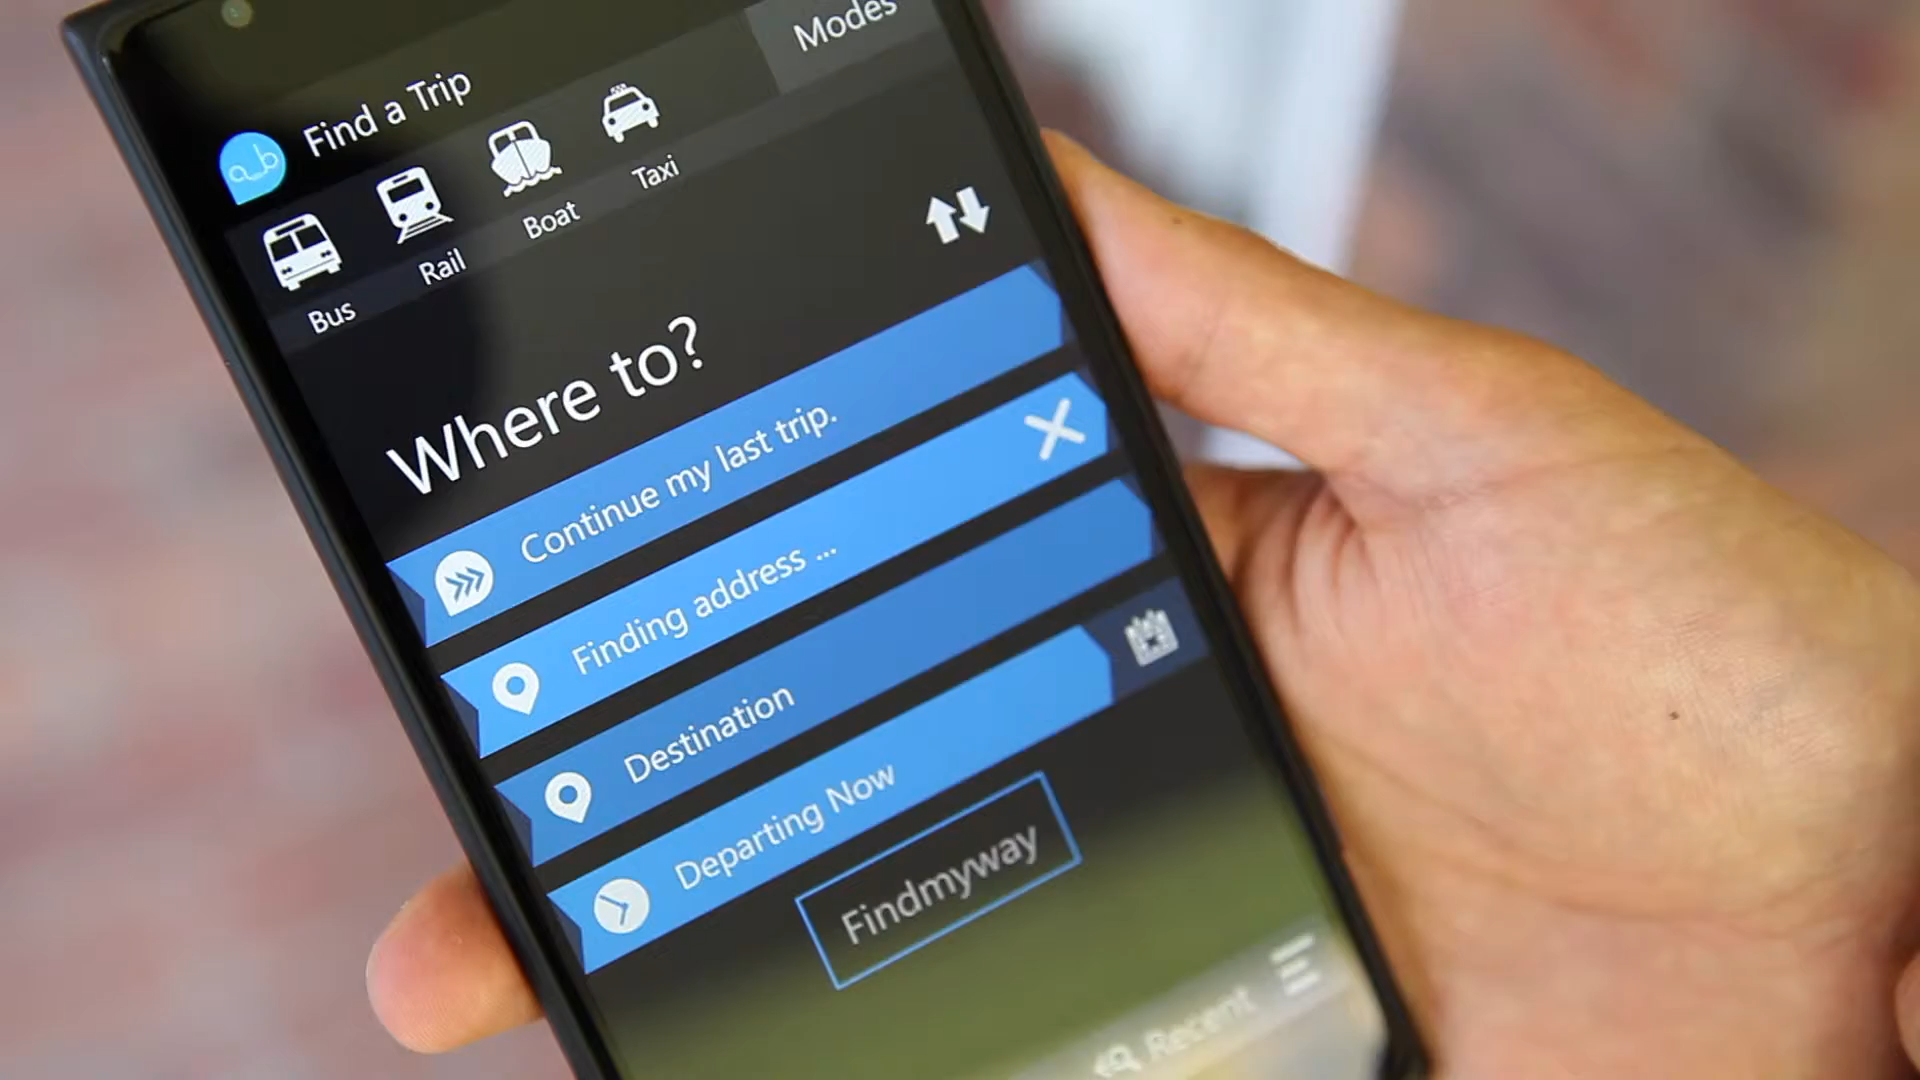 Modes
a_b
Find a Trip
Bus
Rail
Boat
Taxi
Where to?
Continue my last trip.
Finding address ...
Destination
Departing Now
Findmyway
Recent